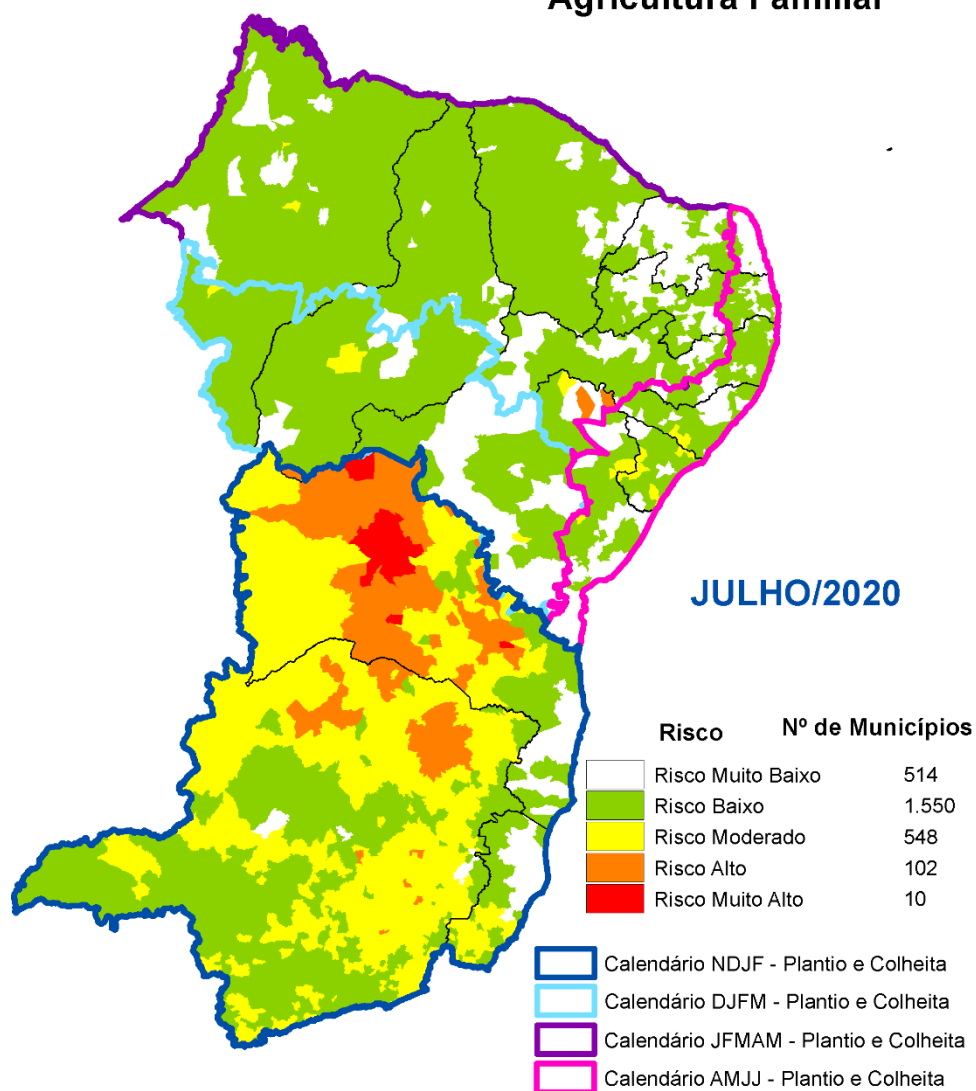 Agricultura Familiar
JULHO/2020
Risco Nº de Municípios
Risco Muito Baixo 514
Risco Baixo 1.550
Risco Moderado 548
Risco Alto 102
Risco Muito Alto 10
Calendário NDJF - Plantio e Colheita
Calendário DJFM - Plantio e Colheita
Calendário JFMAM - Plantio e Colheita
Calendário AMJJ - Plantio e Colheita